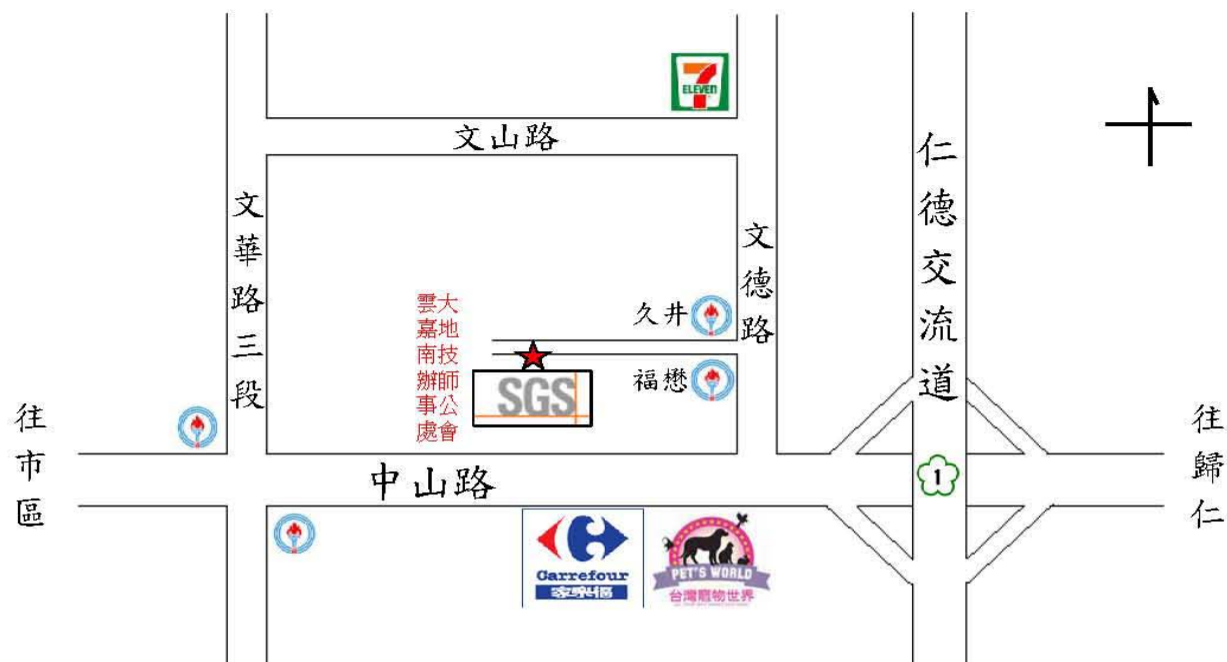 7
ELEVEN
文山路
仁德交流道
文華路三段
文德路
大地技師公會
雲嘉南辦事處
久井
福懋
SGS
往市區
中山路
1
往歸仁
Carrefour
家樂福
PET'S WORLD
台灣寵物世界